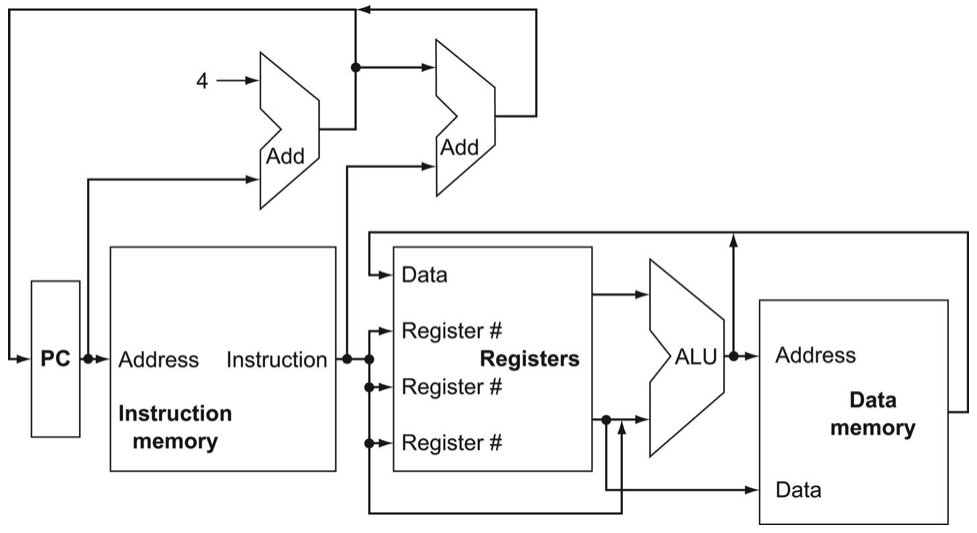 4
Add
Add
Data
Register #
PC
Address
Instruction
Registers
ALU
Address
Register #
Instruction
memory
Data
memory
Register #
Data